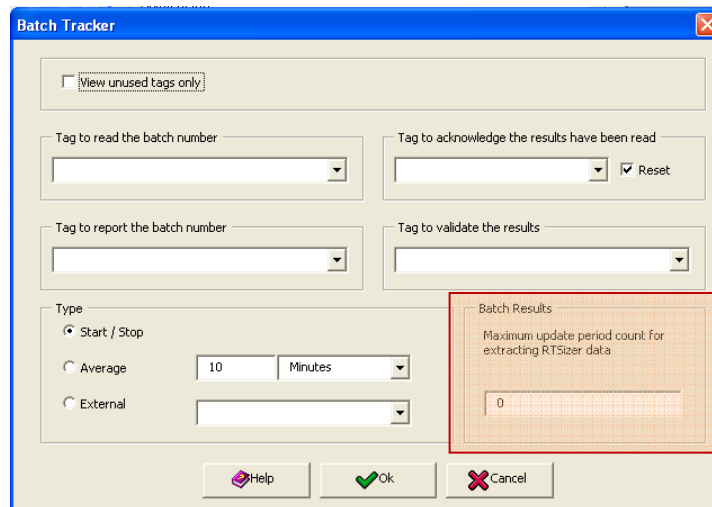 Batch Tracker
View unused tags only
Tag to read the batch number
Tag to acknowledge the results have been read
Reset
Tag to report the batch number
Tag to validate the results
Type
Start / Stop
Average
10
Minutes
External
Batch Results
Maximum update period count for
extracting RTSizer data
0
Help
Ok
Cancel